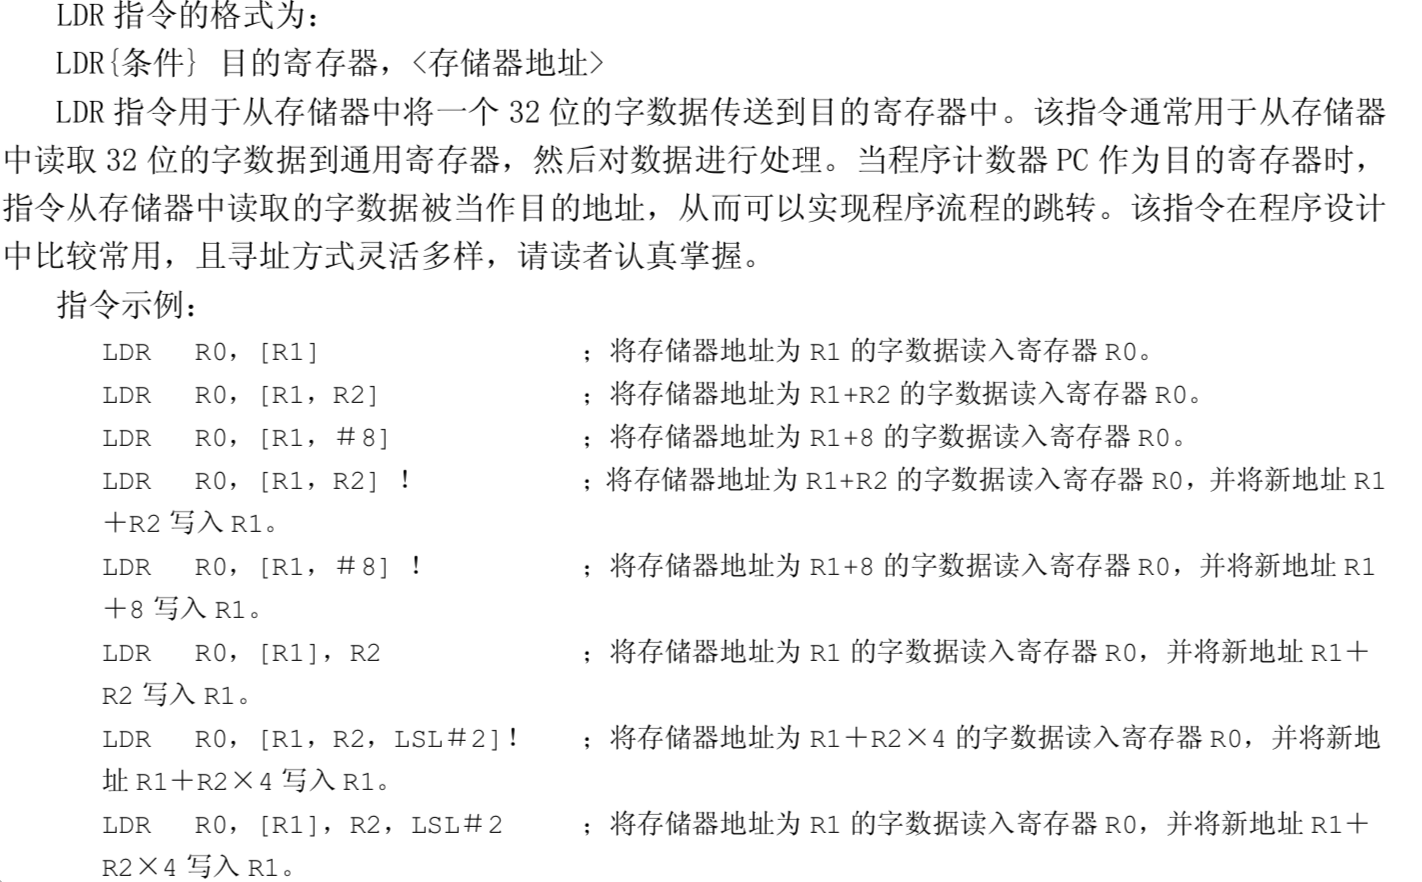 LDR 指令的格式为：
LDR{条件} 目的寄存器，<存储器地址>
LDR 指令用于从存储器中将一个 32 位的字数据传送到目的寄存器中。该指令通常用于从存储器
中读取 32 位的字数据到通用寄存器，然后对数据进行处理。当程序计数器 PC 作为目的寄存器时，
指令从存储器中读取的字数据被当作目的地址，从而可以实现程序流程的跳转。该指令在程序设计
中比较常用，且寻址方式灵活多样，请读者认真掌握。
指令示例：
LDR R0，[R1] ；将存储器地址为 R1 的字数据读入寄存器 R0。
LDR R0，[R1，R2] ；将存储器地址为 R1+R2 的字数据读入寄存器 R0。
LDR R0，[R1，＃8] ；将存储器地址为 R1+8 的字数据读入寄存器 R0。
LDR R0，[R1，R2] ！ ；将存储器地址为 R1+R2 的字数据读入寄存器 R0，并将新地址 R1
＋R2 写入 R1。
LDR R0，[R1，＃8] ！ ；将存储器地址为 R1+8 的字数据读入寄存器 R0，并将新地址 R1
＋8 写入 R1。
LDR R0，[R1]，R2 ；将存储器地址为 R1 的字数据读入寄存器 R0，并将新地址 R1＋
R2 写入 R1。
LDR R0，[R1，R2，LSL＃2]！ ；将存储器地址为 R1＋R2×4 的字数据读入寄存器 R0，并将新地
址 R1＋R2×4 写入 R1。
LDR R0，[R1]，R2，LSL＃2 ；将存储器地址为 R1 的字数据读入寄存器 R0，并将新地址 R1＋
R2×4 写入 R1。